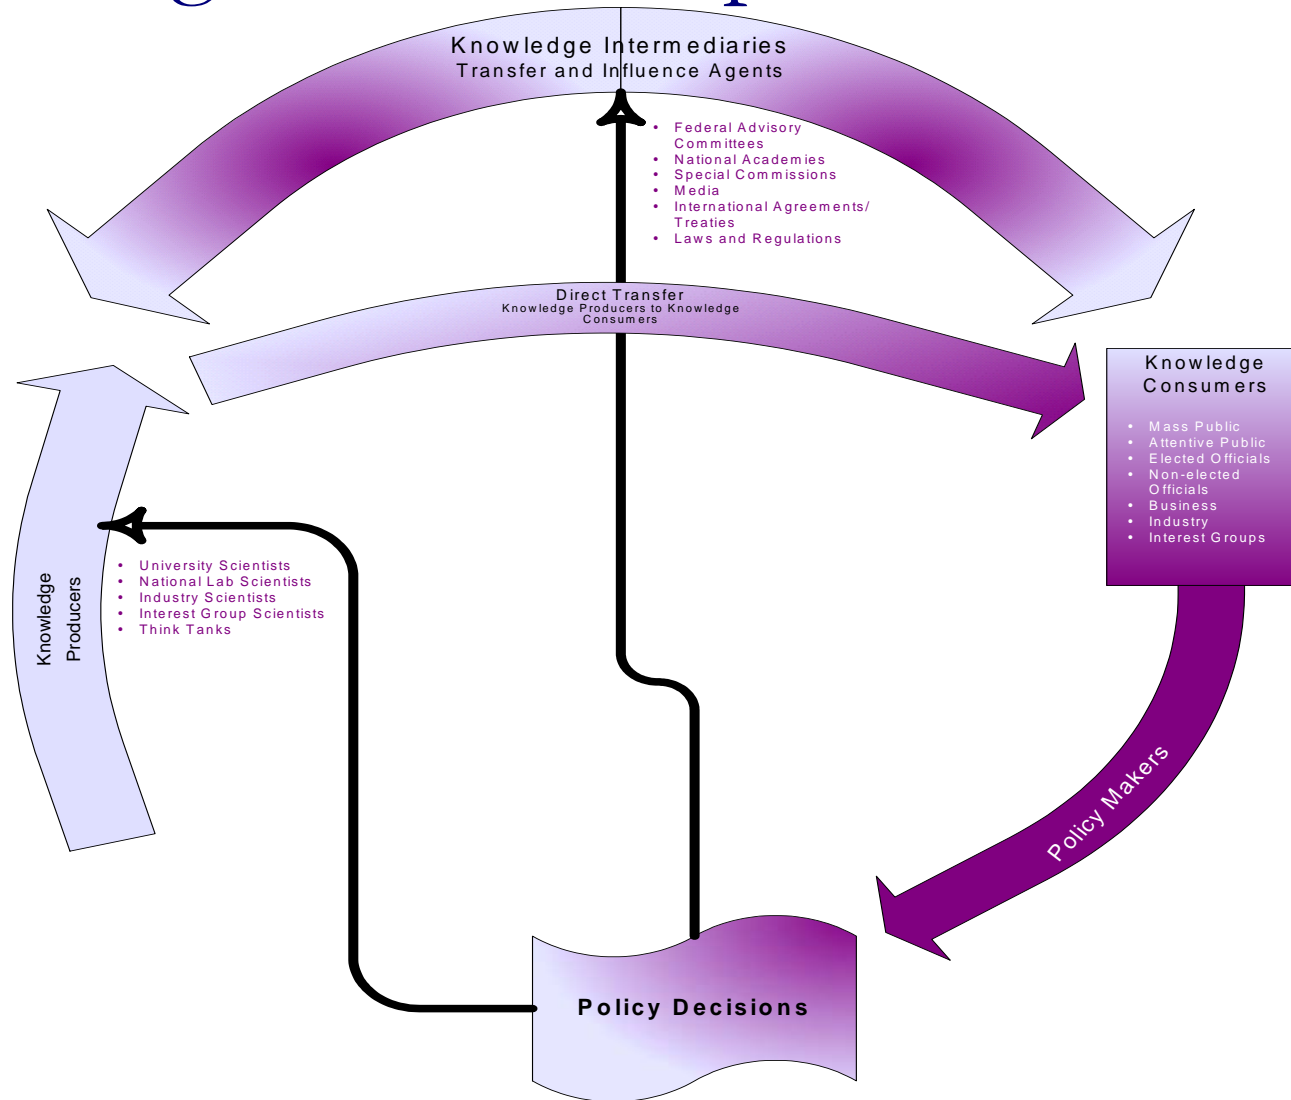 Knowledge Intermediaries
Transfer and Influence Agents
• Federal Advisory
Committees
• National Academies
• Special Commissions
• Media
• International Agreements/
Treaties
• Laws and Regulations
Direct Transfer
Knowledge Producers to Knowledge
Consumers
Knowledge
Consumers
• Mass Public
• Attentive Public
• Elected Officials
• Non-elected
Officials
• Business
• Industry
• Interest Groups
Knowledge
Producers
• University Scientists
• National Lab Scientists
• Industry Scientists
• Interest Group Scientists
• Think Tanks
Policy Makers
Policy Decisions